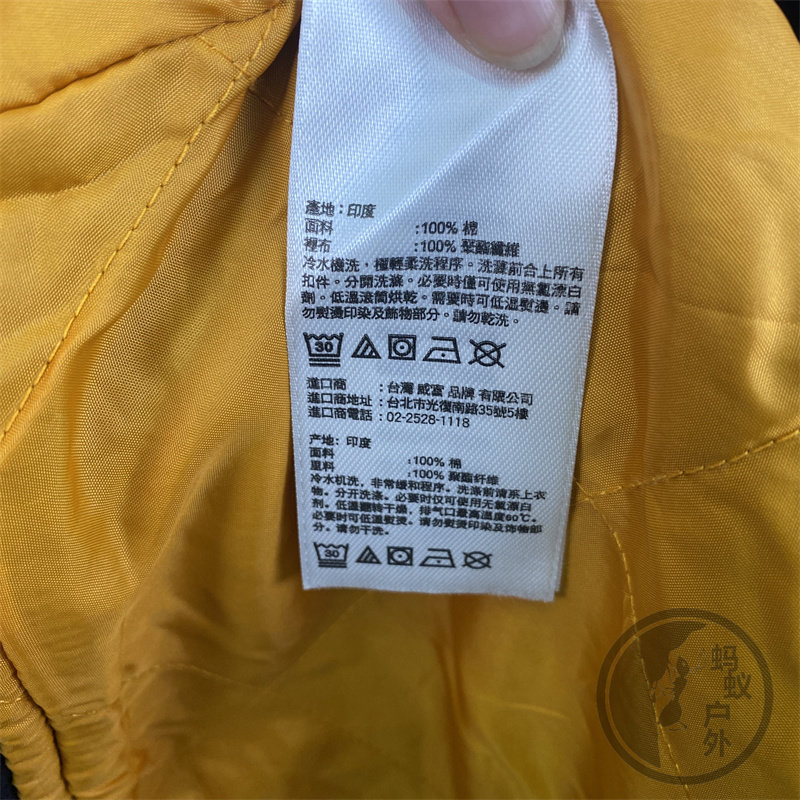 產地：印度
面料 :100% 棉
裡布 :100% 聚酯纖維
冷水機洗，極輕柔洗程序。洗滌前合上所有
扣件。分開洗滌。必要時僅可使用無氯漂白
劑。低溫滾筒烘乾。需要時可低溫熨燙。請
勿熨燙印染及飾物部分。請勿乾洗。
30
進口商 : 台灣 威富 品牌 有限公司
進口商地址 : 台北市光復南路35號5樓
進口商電話 : 02-2528-1118
产地: 印度
面料 :100% 棉
里料 :100% 聚酯纤维
冷水机洗，非常缓和程序。洗涤前请系上衣
物。分开洗涤。必要时仅可使用无氯漂白
剂。低温翻转干燥，排气口最高温度60℃。
必要时可低温熨烫。请勿熨烫印染及饰物部
分。请勿干洗。
30
蚂蚁户外